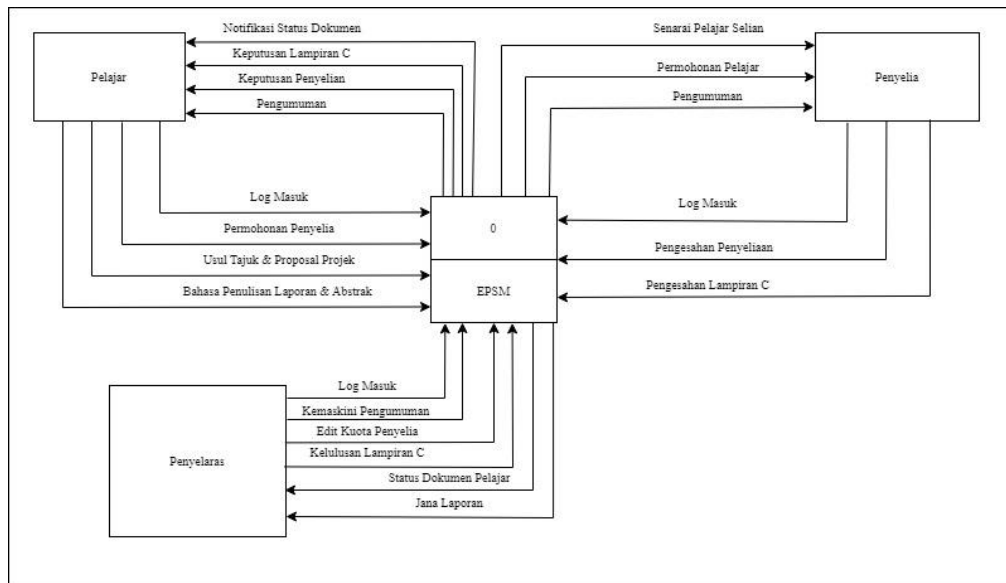 Notifikasi Status Dokumen
Keputusan Lampiran C
Keputusan Penyelian
Pengumuman
Pelajar
Senarai Pelajar Selian
Permohonan Pelajar
Pengumuman
Penyelia
Log Masuk
Permohonan Penyelia
Usul Tajuk & Proposal Projek
Bahasa Penulisan Laporan & Abstrak
0
EPSM
Log Masuk
Pengesahan Penyeliaan
Pengesahan Lampiran C
Penyelaras
Log Masuk
Kemaskini Pengumuman
Edit Kuota Penyelia
Kelulusan Lampiran C
Status Dokumen Pelajar
Jana Laporan